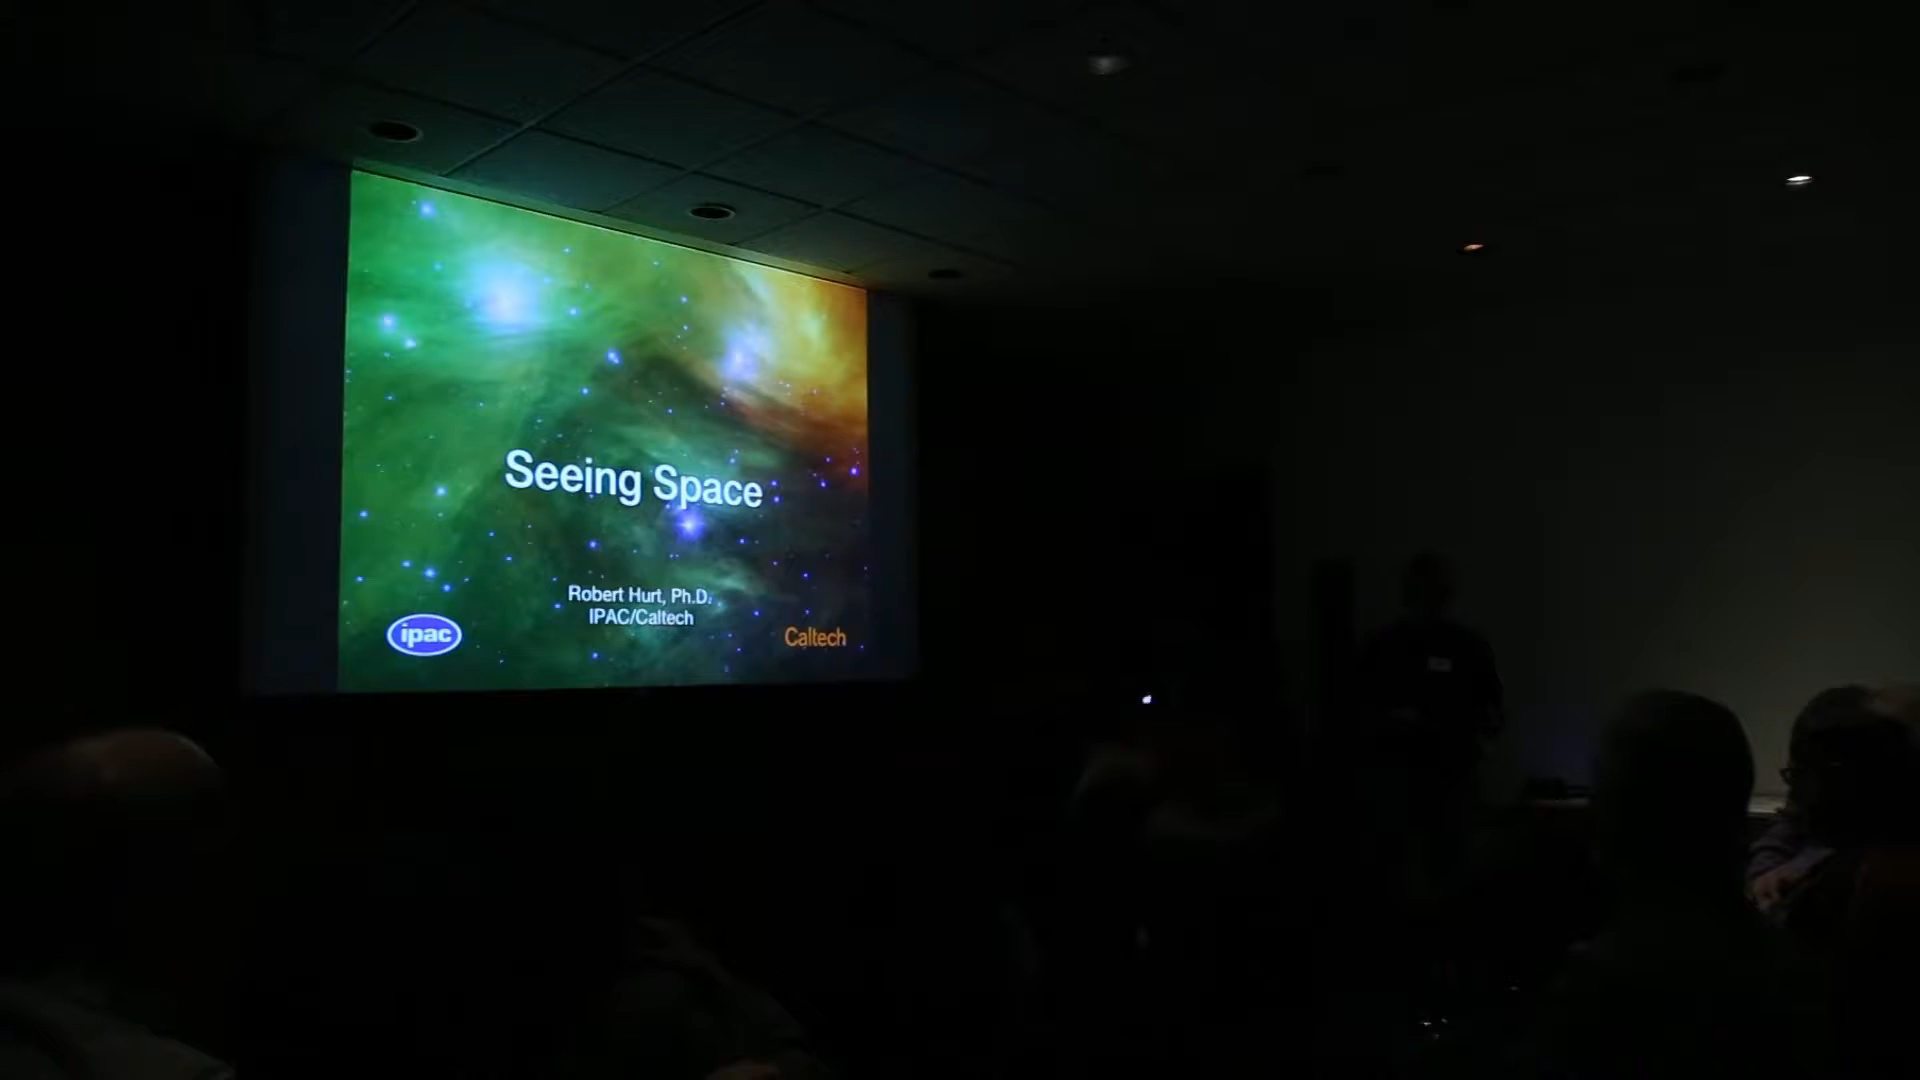 Seeing Space
Robert Hurt, Ph.D.
IPAC/Caltech
ipac
Caltech